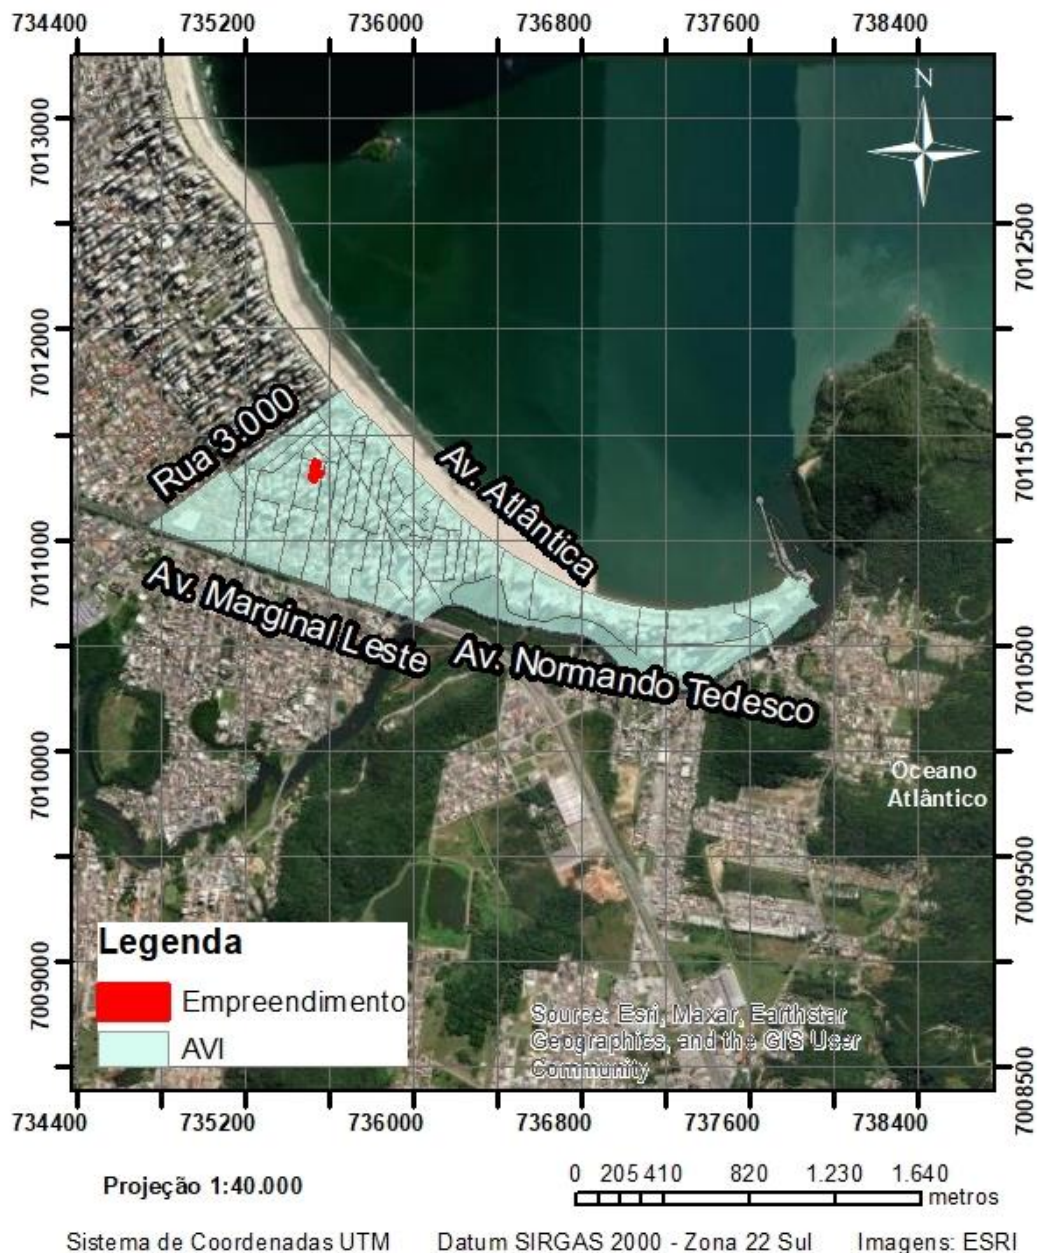 734400 735200 736000 736800 737600 738400
N
7013000
7012500
7012000
7011500
7011000
7010500
7010000
7009500
7009000
7008500
Rua 3.000
Av. Atlântica
Av. Marginal Leste
Av. Normando Tedesco
Oceano
Atlântico
Legenda
Empreendimento
AVI
Source: Esri, Maxar, Earthstar
Geographics, and the GIS User
Community
734400 735200 736000 736800 737600 738400
Projeção 1:40.000
0 205 410 820 1.230 1.640
metros
Sistema de Coordenadas UTM Datum SIRGAS 2000 - Zona 22 Sul Imagens: ESRI